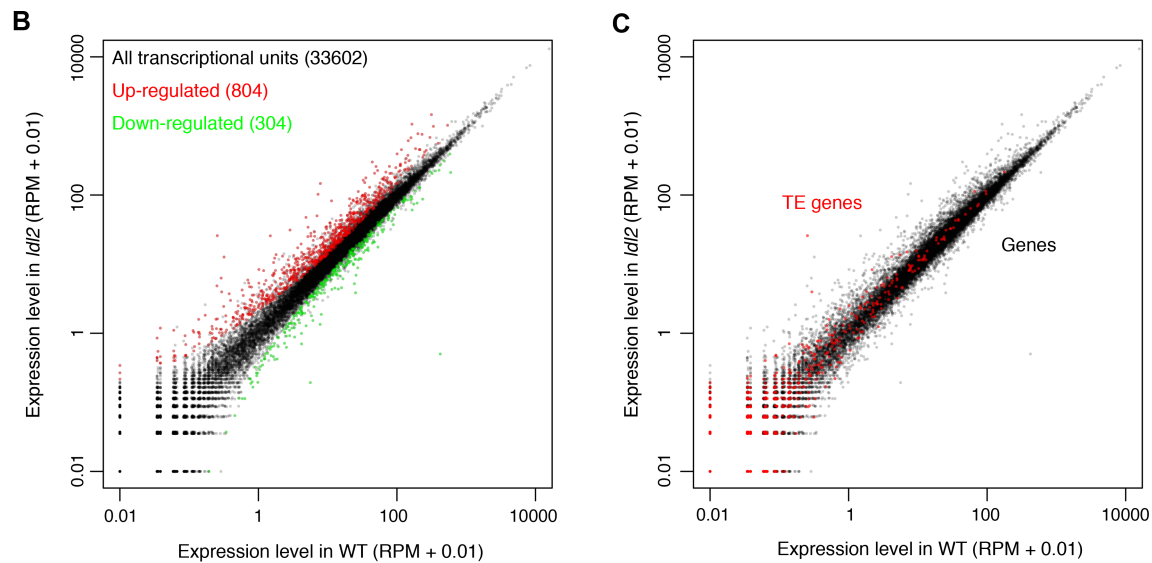 B
All transcriptional units (33602)
Up-regulated (804)
Down-regulated (304)
10000
100
1
0.01
Expression level in ldl2 (RPM + 0.01)
0.01
1
100
10000
Expression level in WT (RPM + 0.01)
C
TE genes
Genes
10000
100
1
0.01
Expression level in ldl2 (RPM + 0.01)
0.01
1
100
10000
Expression level in WT (RPM + 0.01)